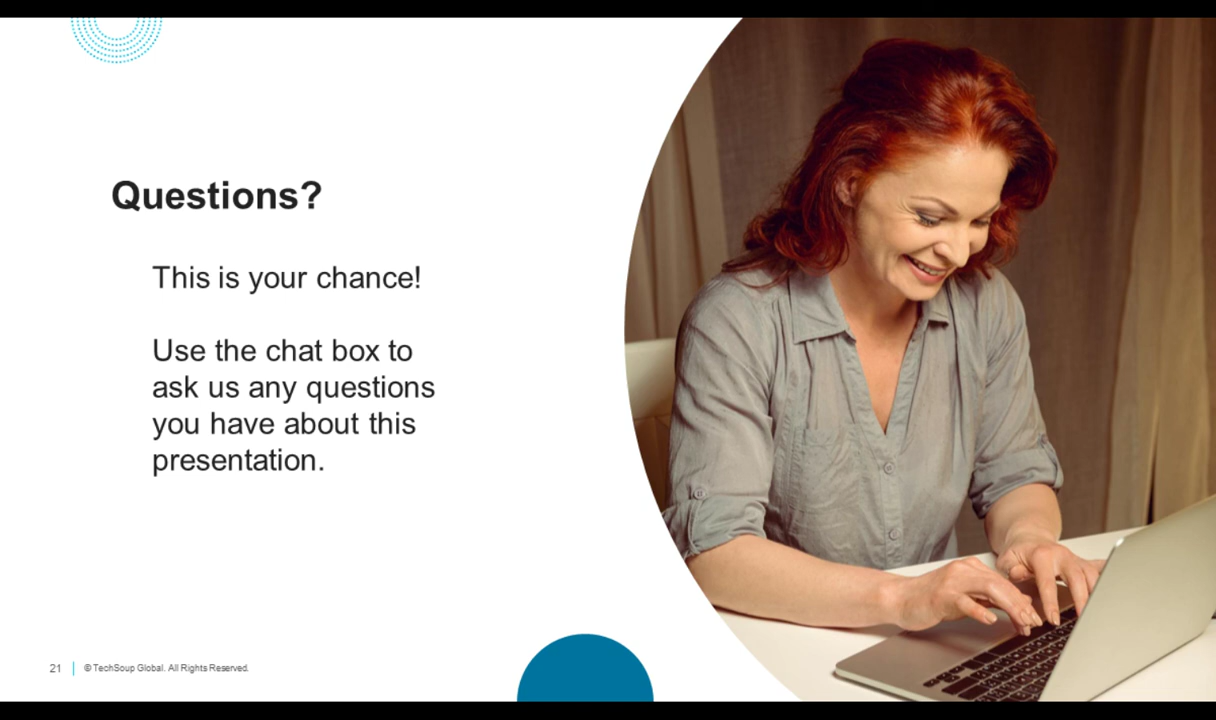 Questions?
This is your chance!
Use the chat box to
ask us any questions
you have about this
presentation.
21
© TechSoup Global. All Rights Reserved.